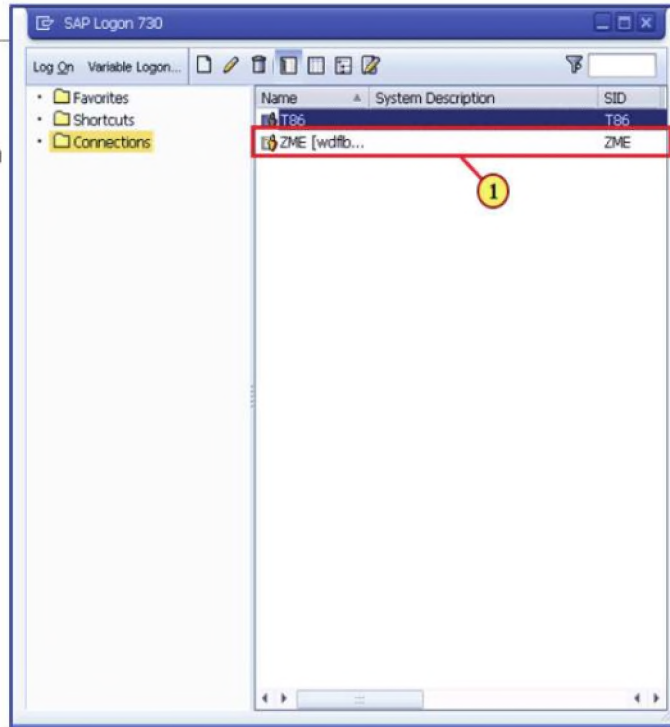 SAP Logon 730
Log On Variable Logon...
Favorites
Shortcuts
Connections
Name System Description SID
T86 T86
ZME [wdflb... ZME
1